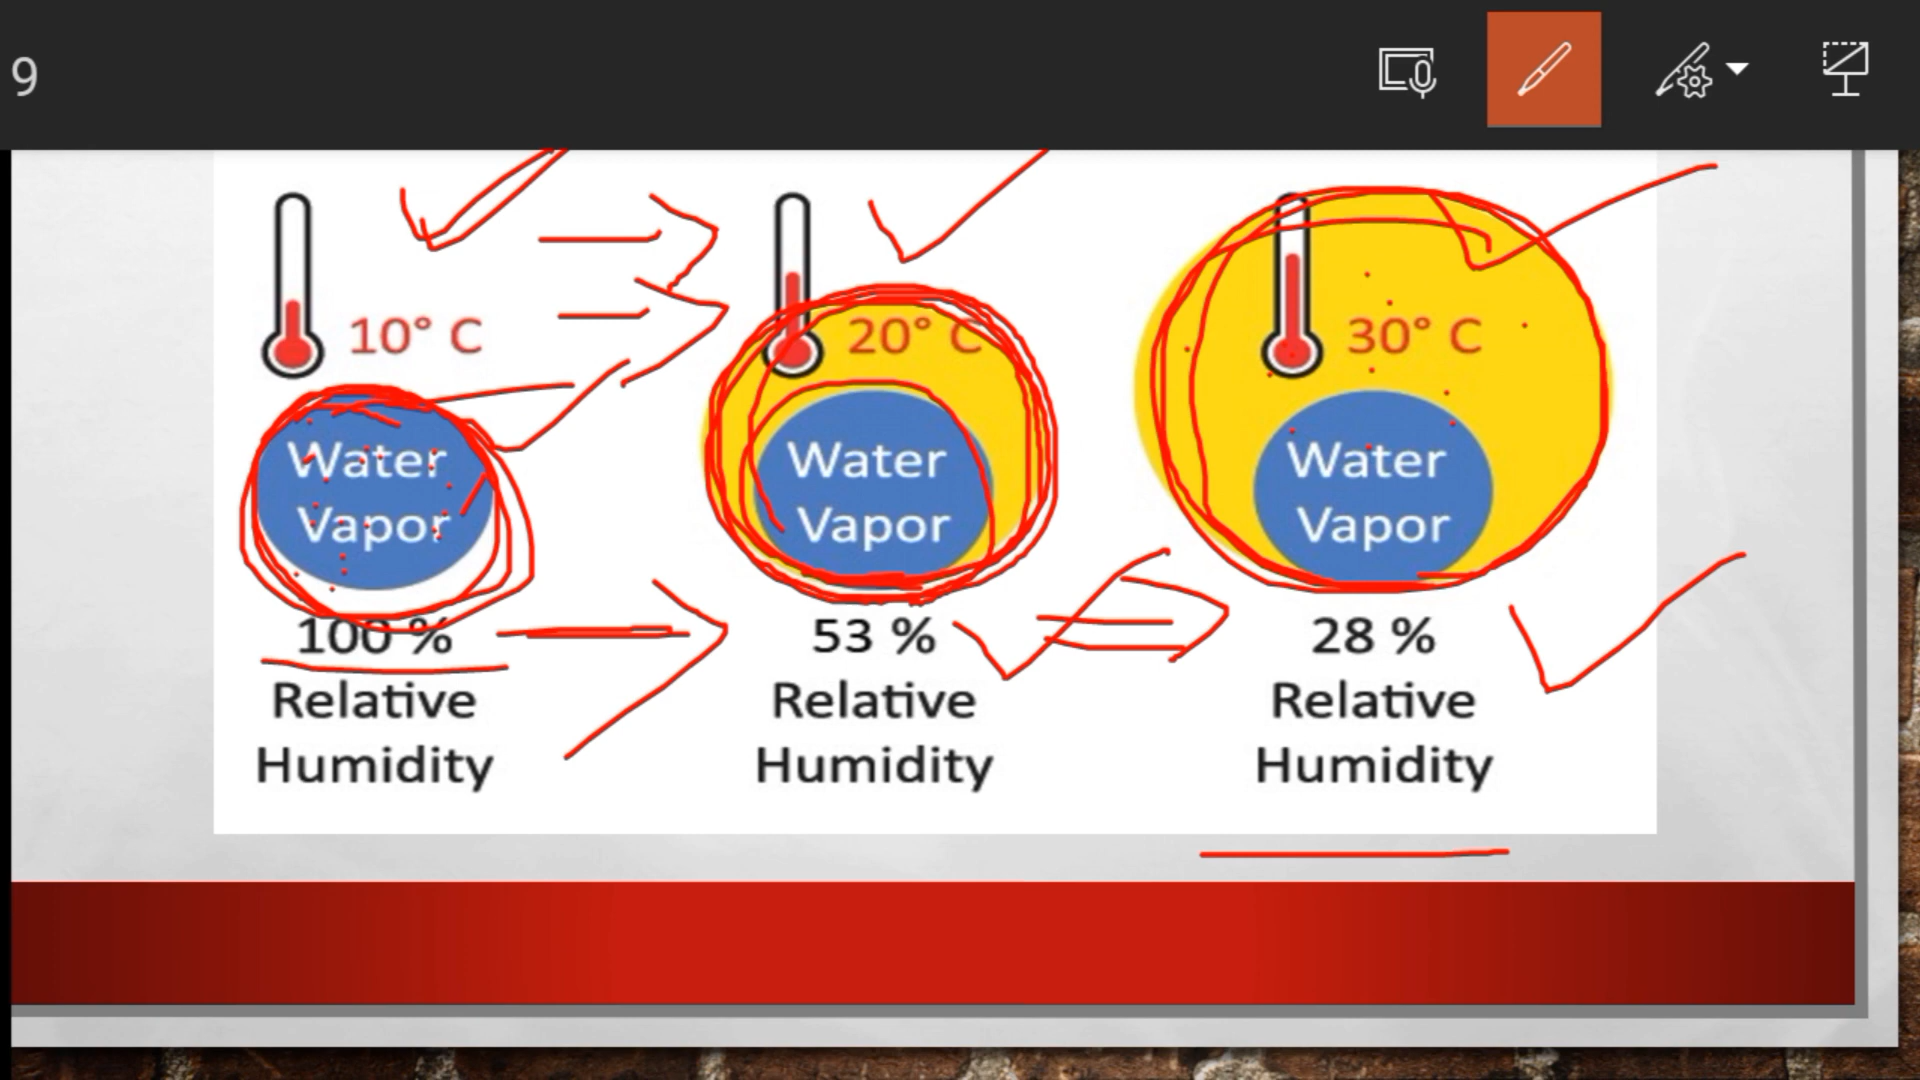 9
10° C
20° C
30° C
Water
Vapor
Water
Vapor
Water
Vapor
100 %
Relative
Humidity
53 %
Relative
Humidity
28 %
Relative
Humidity